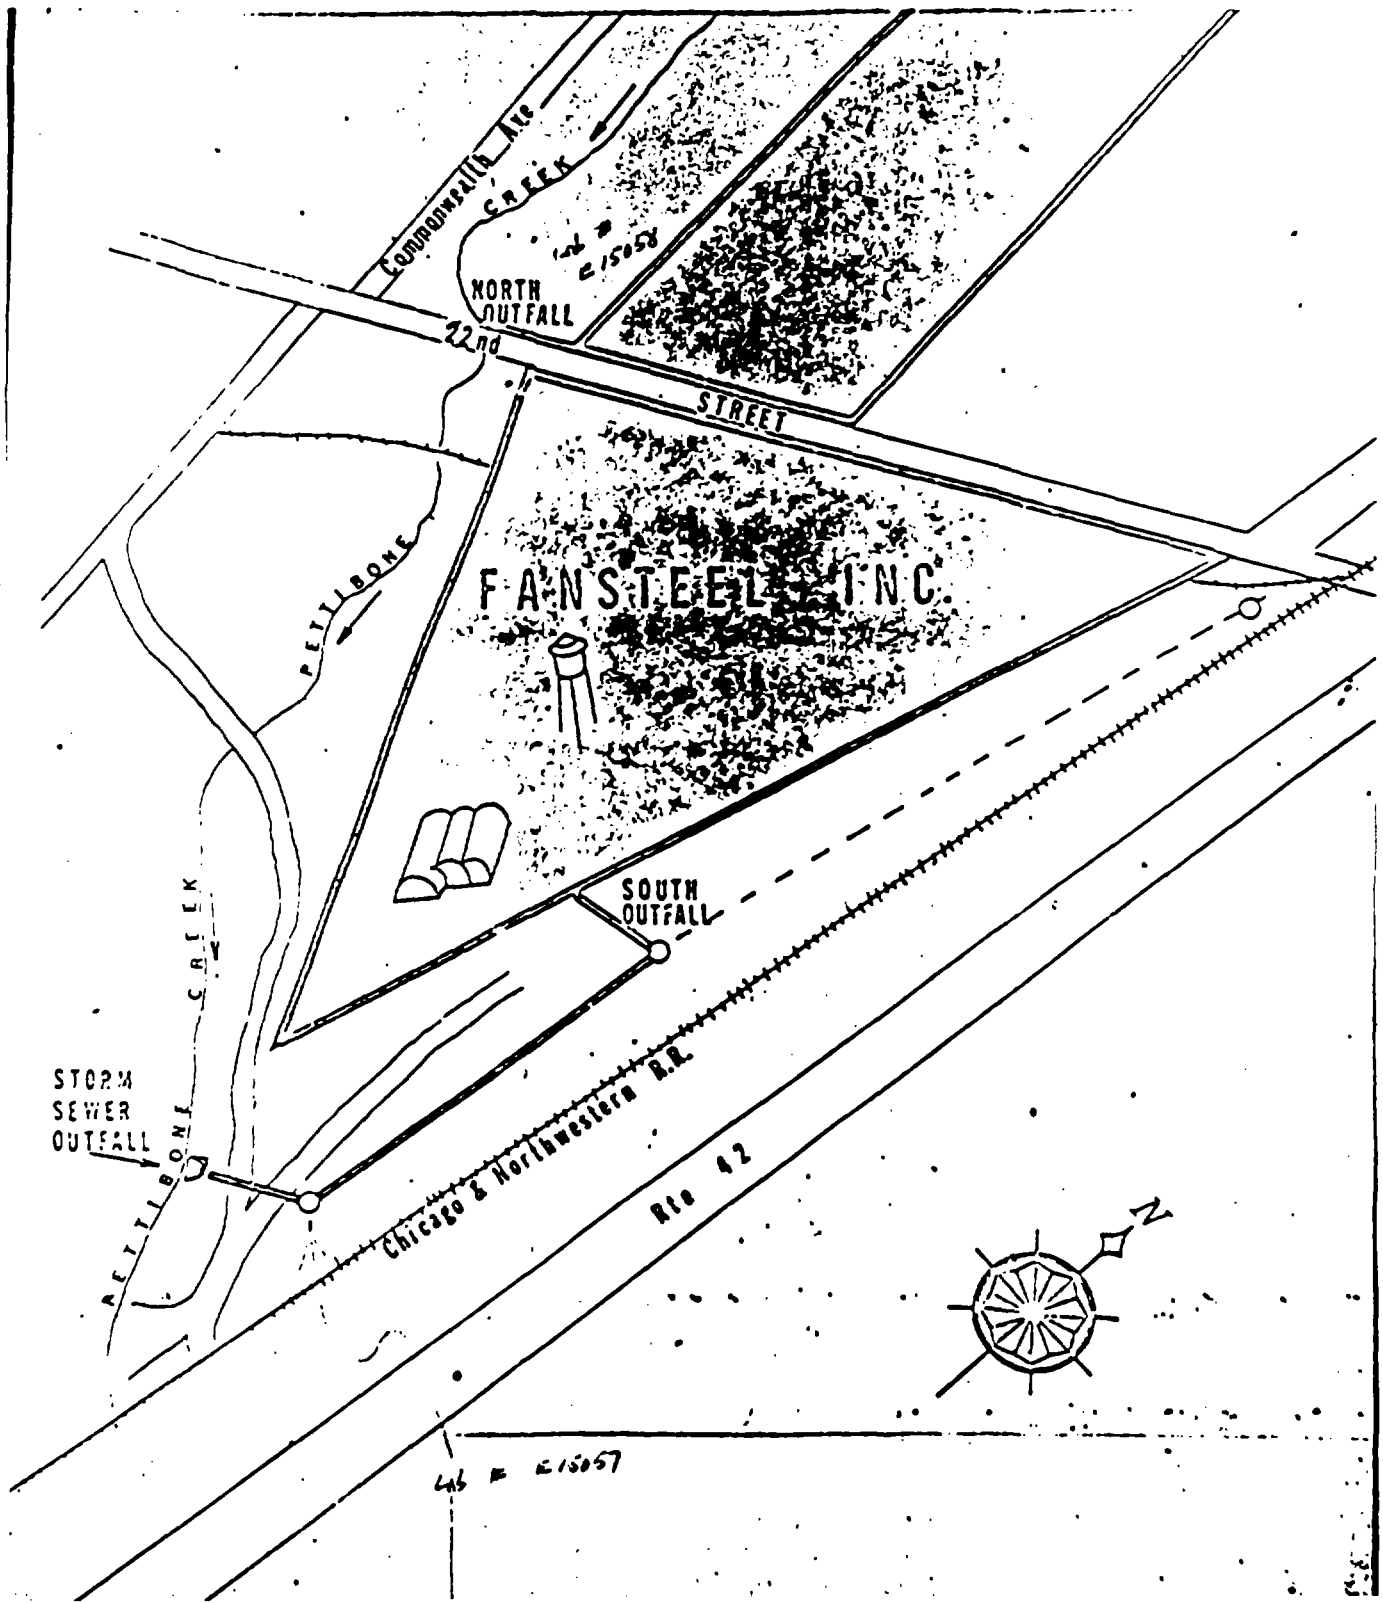 Commonwealth Ave
CREEK
E15058
NORTH
OUTFALL
22nd
STREET
PETTIBONE
FANSTEEL INC.
SOUTH
OUTFALL
CREEK
STORM
SEWER
OUTFALL
PETTIBONE
Chicago & Northwestern R.R.
Rte 42
N
Lab # E15057